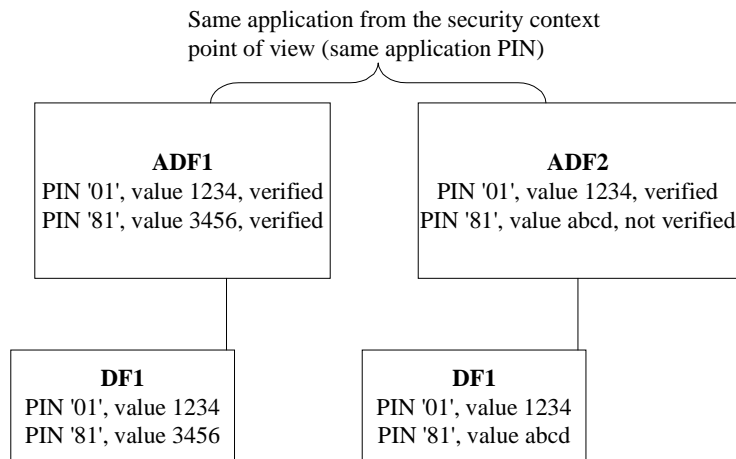 Same application from the security context
point of view (same application PIN)
ADF1
PIN '01', value 1234, verified
PIN '81', value 3456, verified
ADF2
PIN '01', value 1234, verified
PIN '81', value abcd, not verified
DF1
PIN '01', value 1234
PIN '81', value 3456
DF1
PIN '01', value 1234
PIN '81', value abcd